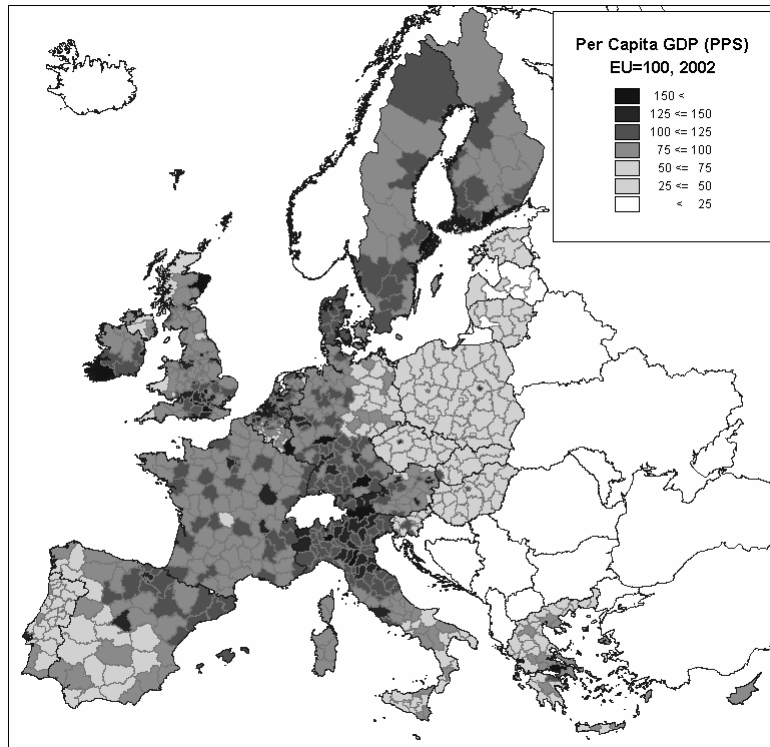 Per Capita GDP (PPS)
EU=100, 2002
150 <
125 <= 150
100 <= 125
75 <= 100
50 <= 75
25 <= 50
< 25